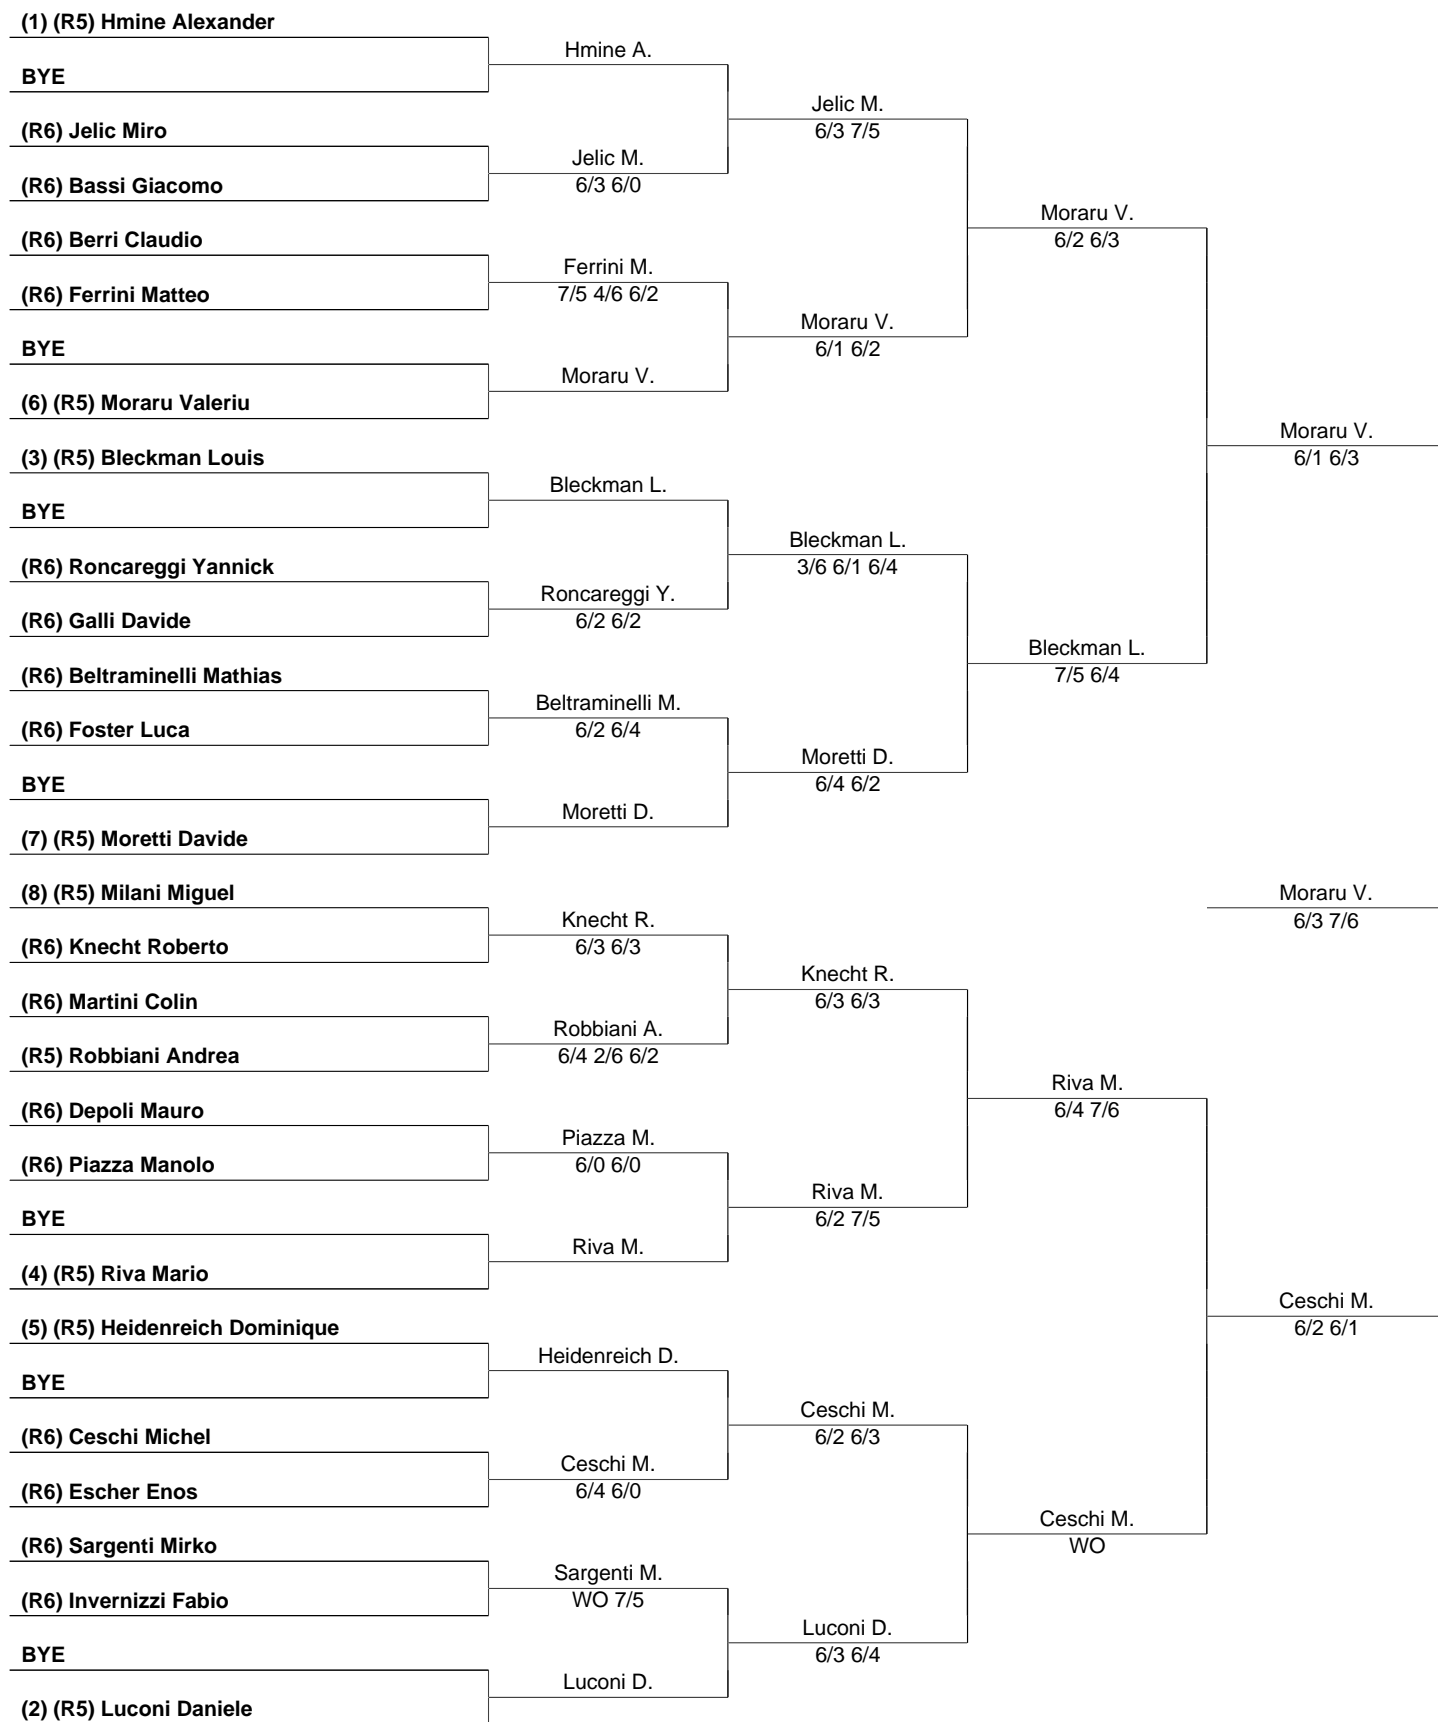 (1) (R5) Hmine Alexander
BYE
(R6) Jelic Miro
(R6) Bassi Giacomo
(R6) Berri Claudio
(R6) Ferrini Matteo
BYE
(6) (R5) Moraru Valeriu
(3) (R5) Bleckman Louis
BYE
(R6) Roncareggi Yannick
(R6) Galli Davide
(R6) Beltraminelli Mathias
(R6) Foster Luca
BYE
(7) (R5) Moretti Davide
(8) (R5) Milani Miguel
(R6) Knecht Roberto
(R6) Martini Colin
(R5) Robbiani Andrea
(R6) Depoli Mauro
(R6) Piazza Manolo
BYE
(4) (R5) Riva Mario
(5) (R5) Heidenreich Dominique
BYE
(R6) Ceschi Michel
(R6) Escher Enos
(R6) Sargenti Mirko
(R6) Invernizzi Fabio
BYE
(2) (R5) Luconi Daniele
Hmine A.
Jelic M.
6/3 6/0
Ferrini M.
7/5 4/6 6/2
Moraru V.
Bleckman L.
Roncareggi Y.
6/2 6/2
Beltraminelli M.
6/2 6/4
Moretti D.
Knecht R.
6/3 6/3
Robbiani A.
6/4 2/6 6/2
Piazza M.
6/0 6/0
Riva M.
Heidenreich D.
Ceschi M.
6/4 6/0
Sargenti M.
WO 7/5
Luconi D.
Jelic M.
6/3 7/5
Moraru V.
6/1 6/2
Bleckman L.
3/6 6/1 6/4
Moretti D.
6/4 6/2
Knecht R.
6/3 6/3
Riva M.
6/2 7/5
Ceschi M.
6/2 6/3
Luconi D.
6/3 6/4
Moraru V.
6/2 6/3
Bleckman L.
7/5 6/4
Riva M.
6/4 7/6
Ceschi M.
WO
Moraru V.
6/1 6/3
Moraru V.
6/3 7/6
Ceschi M.
6/2 6/1